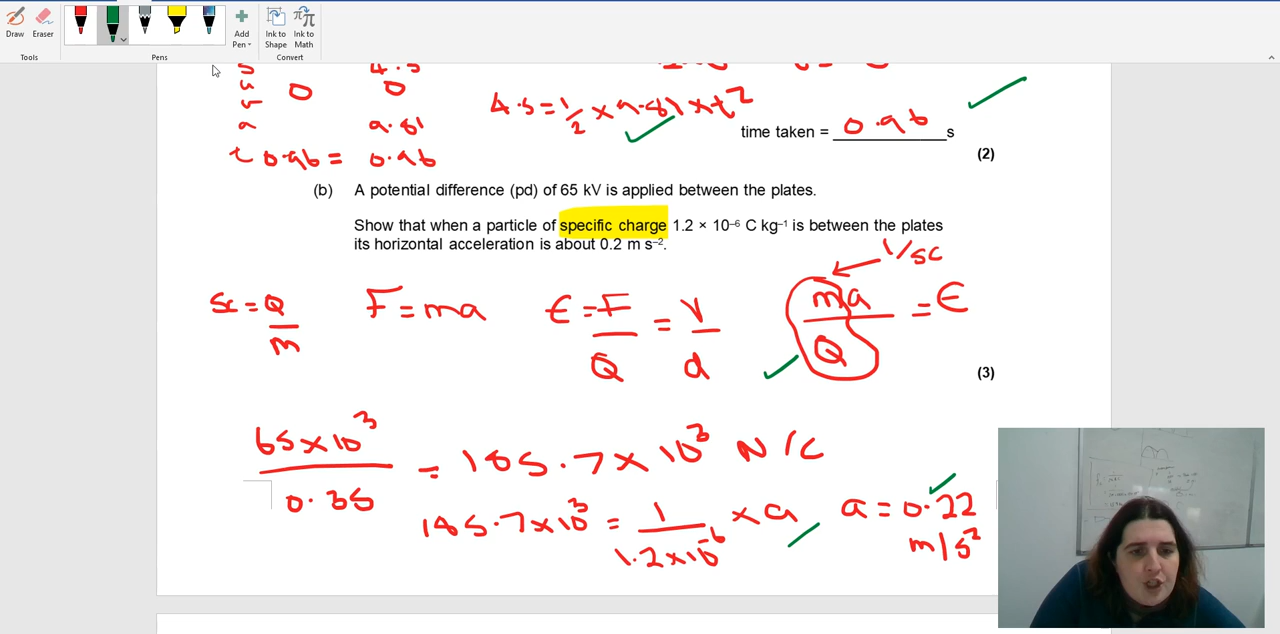 Draw Eraser Add Pen Ink to Shape Ink to Math
Tools Pens Convert
0 0
a 9.81
t 0.96 = 0.96
4.5 = 1/2 × 9.81 × t²
time taken = 0.96 s
(2)
(b) A potential difference (pd) of 65 kV is applied between the plates.
Show that when a particle of specific charge 1.2 × 10⁻⁶ C kg⁻¹ is between the plates
its horizontal acceleration is about 0.2 m s⁻².
1/SC
SC = Q/m F = ma E = F/Q = V/d ma/Q = E
(3)
65×10³/0.35 = 185.7×10³ N/C
185.7×10³ = 1/1.2×10⁻⁶ × a a = 0.22
m/s²